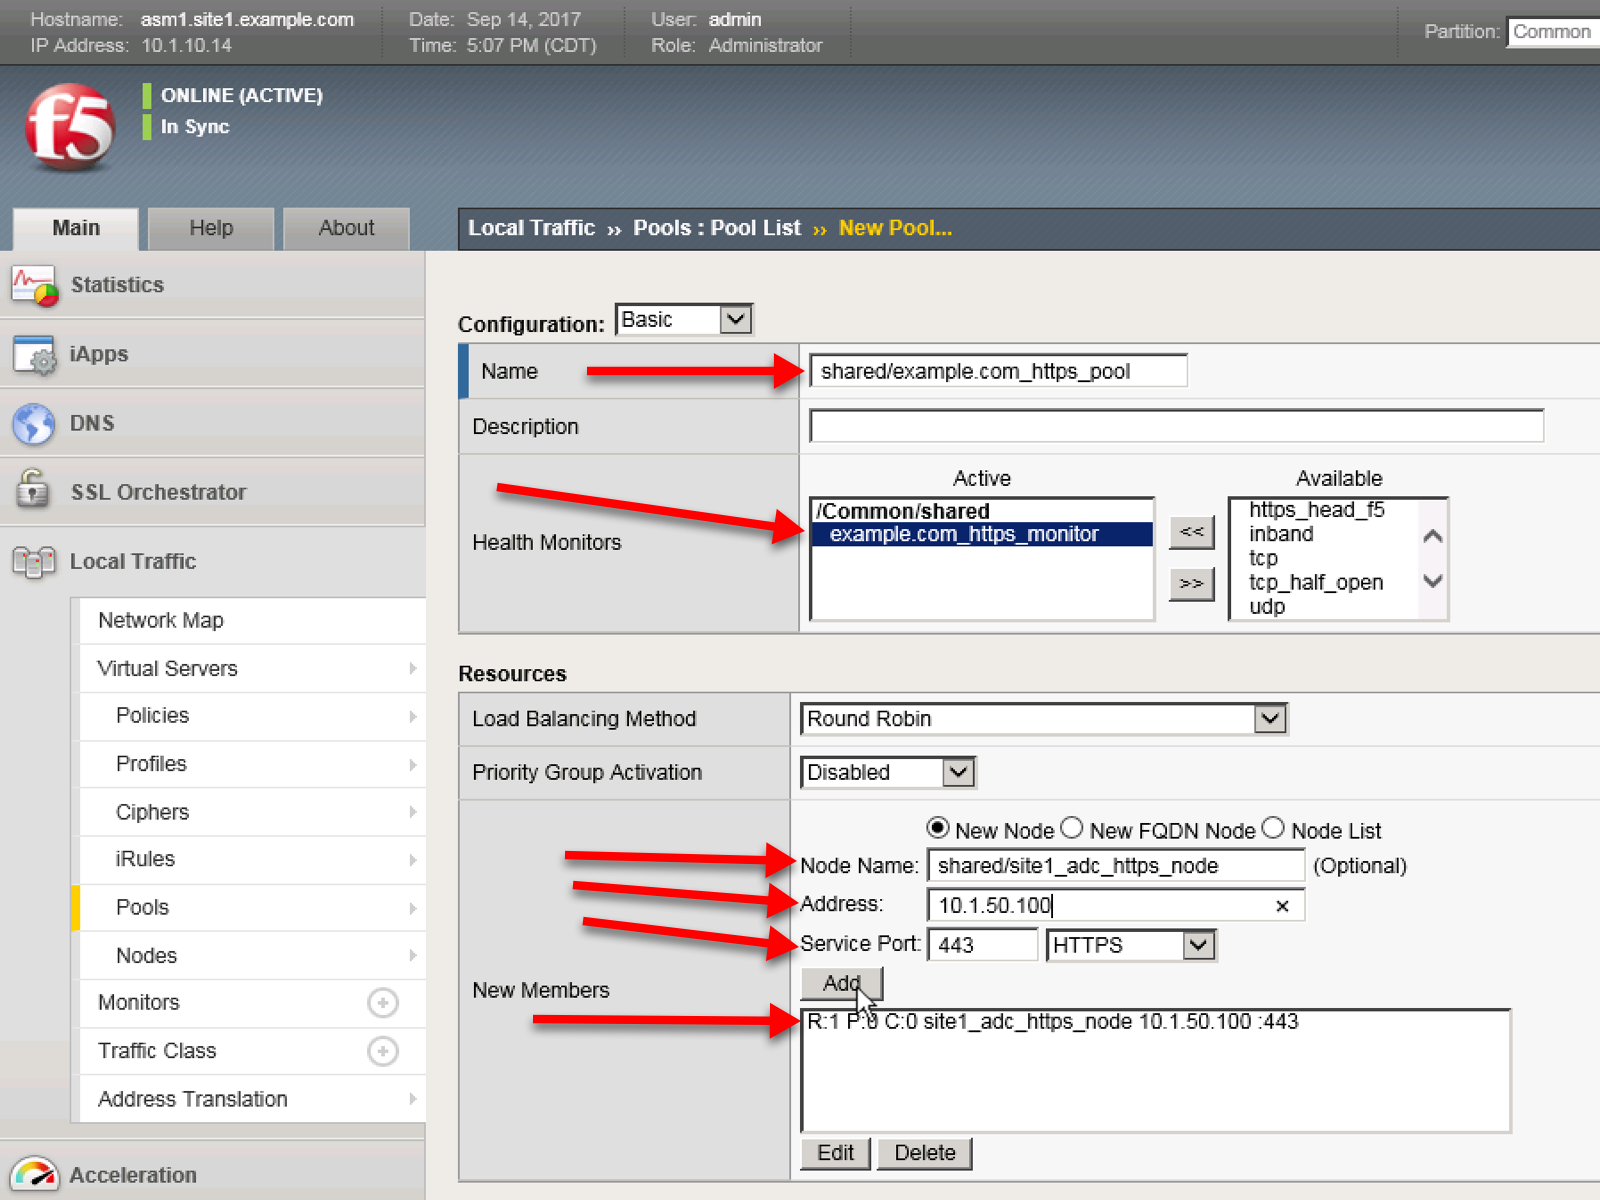 Hostname: asm1.site1.example.com Date: Sep 14, 2017 User: admin
IP Address: 10.1.10.14 Time: 5:07 PM (CDT) Role: Administrator
Partition: Common
f5
ONLINE (ACTIVE)
In Sync
Main Help About
Local Traffic ›› Pools : Pool List ›› New Pool...
Statistics
iApps
DNS
SSL Orchestrator
Local Traffic
Network Map
Virtual Servers
Policies
Profiles
Ciphers
iRules
Pools
Nodes
Monitors
Traffic Class
Address Translation
Acceleration
Configuration: Basic
Name shared/example.com_https_pool
Description
Health Monitors
Active Available
/Common/shared
example.com_https_monitor
<<
>>
https_head_f5
inband
tcp
tcp_half_open
udp
Resources
Load Balancing Method Round Robin
Priority Group Activation Disabled
New Members
New Node New FQDN Node Node List
Node Name: shared/site1_adc_https_node (Optional)
Address: 10.1.50.100 ×
Service Port: 443 HTTPS
Add
R:1 P:0 C:0 site1_adc_https_node 10.1.50.100 :443
Edit Delete